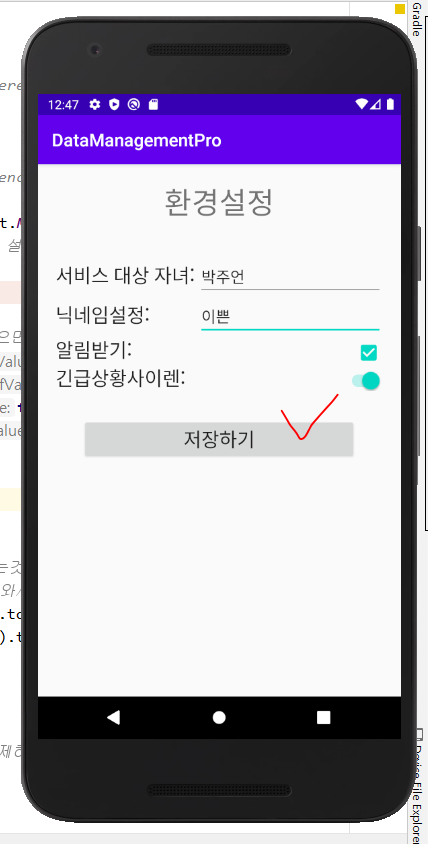 Gradle
12:47
DataManagementPro
환경설정
서비스 대상 자녀: 박주언
닉네임설정: 이쁜
알림받기:
긴급상황사이렌:
저장하기
Device File Explorer